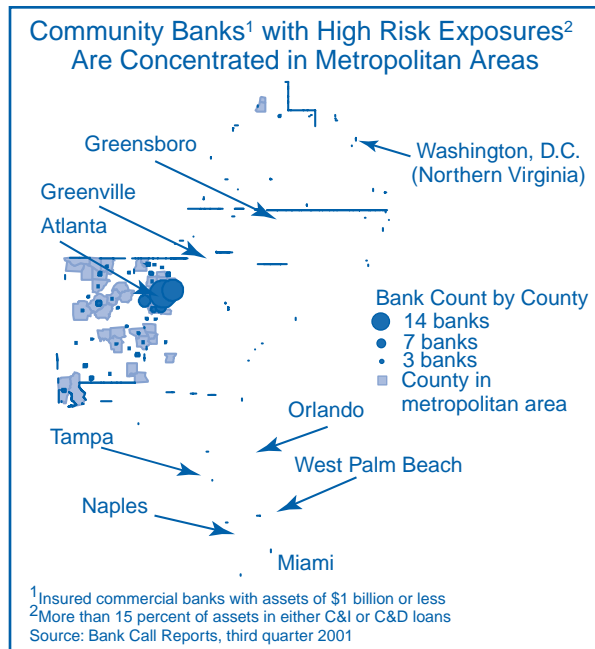 Community Banks¹ with High Risk Exposures²
Are Concentrated in Metropolitan Areas
Greensboro
Washington, D.C.
(Northern Virginia)
Greenville
Atlanta
Bank Count by County
14 banks
7 banks
3 banks
County in
metropolitan area
Orlando
Tampa
West Palm Beach
Naples
Miami
¹Insured commercial banks with assets of $1 billion or less
²More than 15 percent of assets in either C&I or C&D loans
Source: Bank Call Reports, third quarter 2001